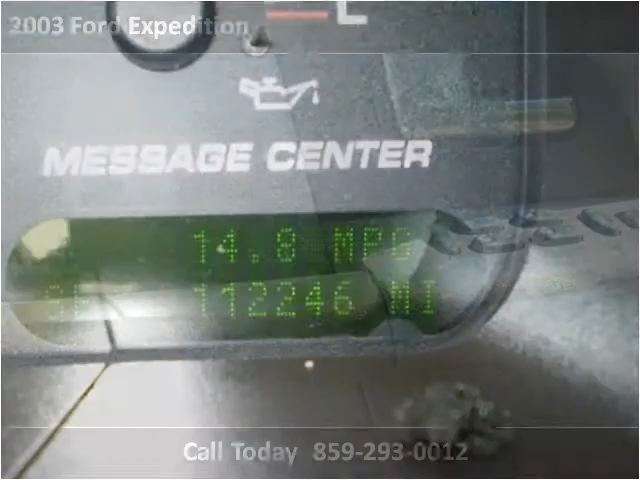 2003 Ford Expedition
L
MESSAGE CENTER
14.8 MPG
112246 MI
Call Today 859-293-0012